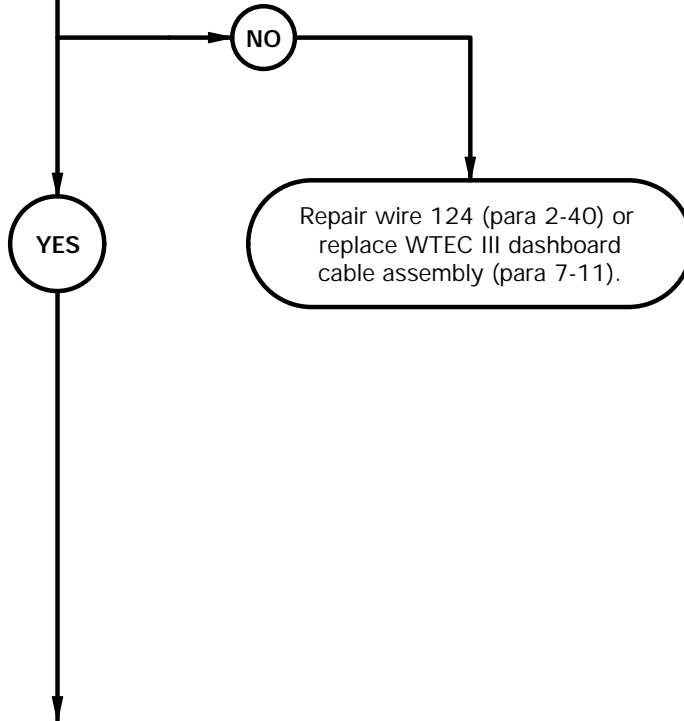 NO
YES
Repair wire 124 (para 2-40) or
replace WTEC III dashboard
cable assembly (para 7-11).